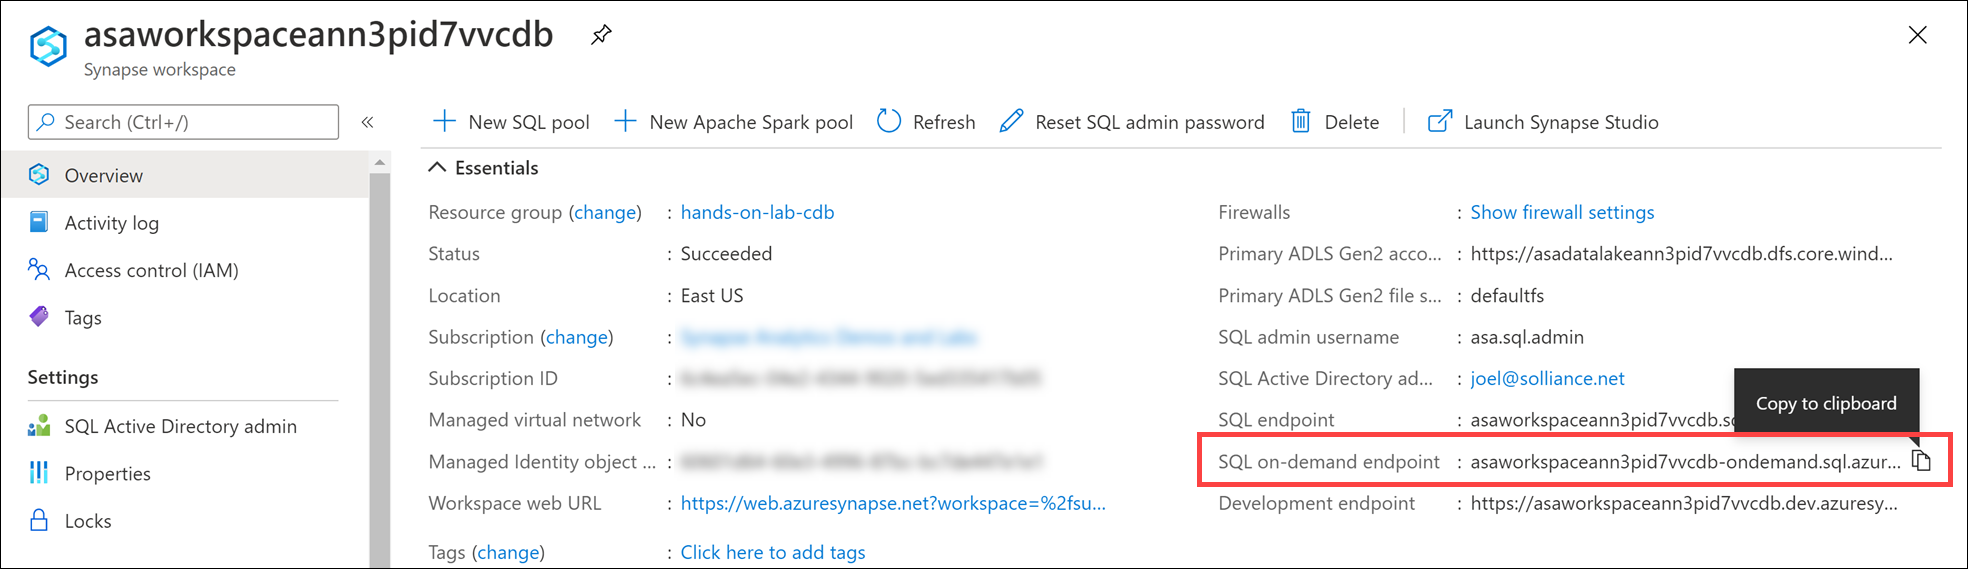 asaworkspaceann3pid7vvcdb
Synapse workspace
Search (Ctrl+/)
«
Overview
Activity log
Access control (IAM)
Tags
Settings
SQL Active Directory admin
Properties
Locks
New SQL pool
New Apache Spark pool
Refresh
Reset SQL admin password
Delete
Launch Synapse Studio
Essentials
Resource group (change) : hands-on-lab-cdb
Status : Succeeded
Location : East US
Subscription (change) :
Subscription ID :
Managed virtual network : No
Managed Identity object ... :
Workspace web URL : https://web.azuresynapse.net?workspace=%2fsu...
Tags (change) : Click here to add tags
Firewalls : Show firewall settings
Primary ADLS Gen2 acco... : https://asadatalakeann3pid7vvcdb.dfs.core.wind...
Primary ADLS Gen2 file s... : defaultfs
SQL admin username : asa.sql.admin
SQL Active Directory ad... : joel@solliance.net
SQL endpoint : asaworkspaceann3pid7vvcdb.s
Copy to clipboard
SQL on-demand endpoint : asaworkspaceann3pid7vvcdb-ondemand.sql.azur...
Development endpoint : https://asaworkspaceann3pid7vvcdb.dev.azuresy...